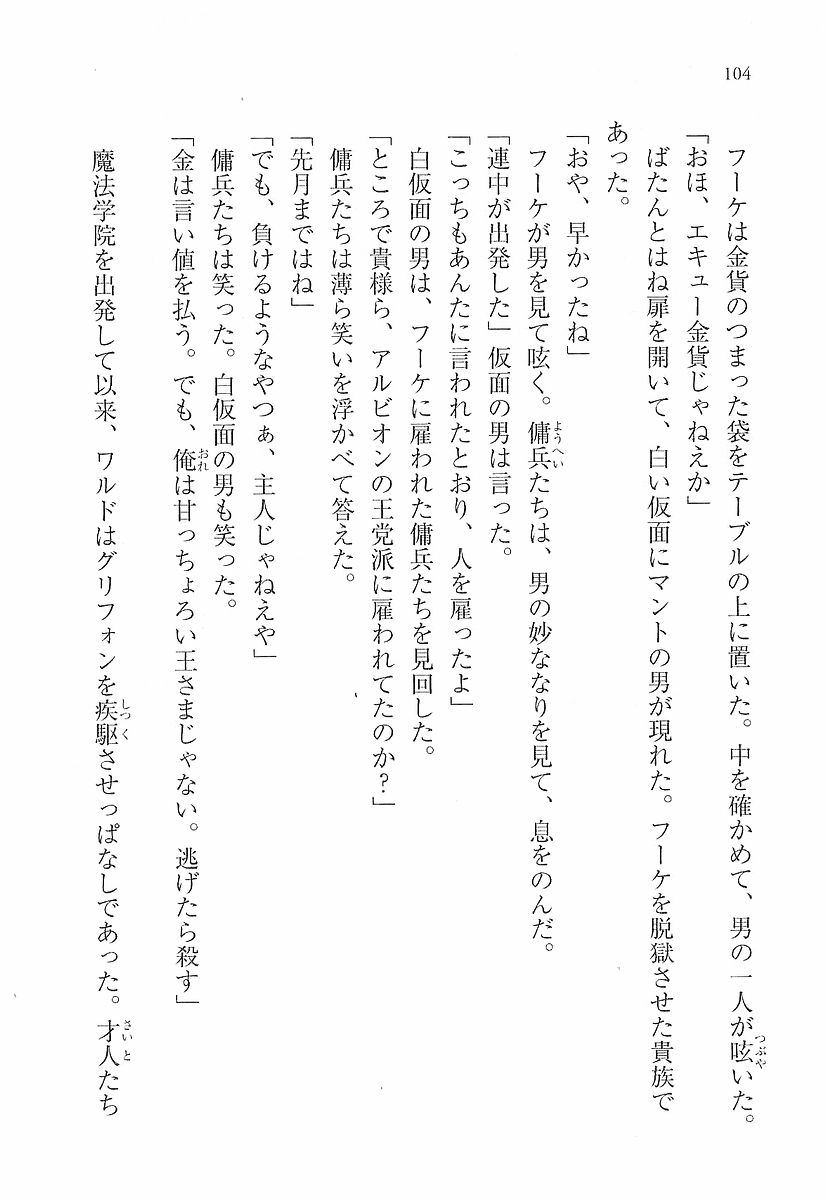 104
フーケは金貨のつまった袋をテーブルの上に置いた。中を確かめて、男の一人が呟いた。
「おほ、エキュー金貨じゃねえか」
ばたんとはね扉を開いて、白い仮面にマントの男が現れた。フーケを脱獄させた貴族で
あった。
「おや、早かったね」
フーケが男を見て呟く。傭兵たちは、男の妙ななりを見て、息をのんだ。
「連中が出発した」仮面の男は言った。
「こっちもあんたに言われたとおり、人を雇ったよ」
白仮面の男は、フーケに雇われた傭兵たちを見回した。
「ところで貴様ら、アルビオンの王党派に雇われてたのか？」
傭兵たちは薄ら笑いを浮かべて答えた。
「先月まではね」
「でも、負けるようなやつぁ、主人じゃねえや」
傭兵たちは笑った。白仮面の男も笑った。
「金は言い値を払う。でも、俺は甘っちょろい王さまじゃない。逃げたら殺す」
魔法学院を出発して以来、ワルドはグリフォンを疾駆させっぱなしであった。才人たち